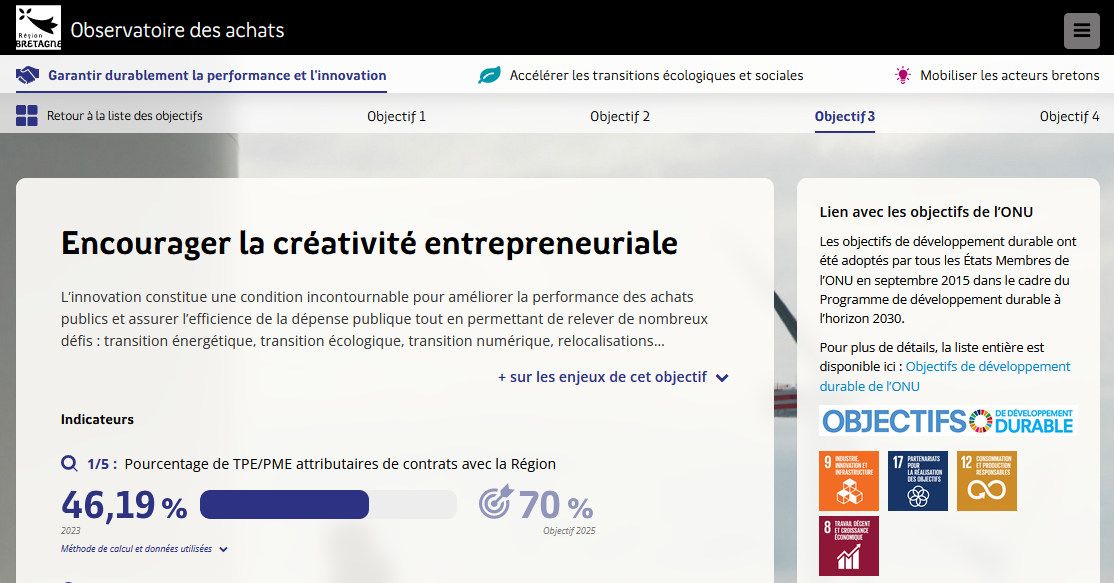 Région
BRETAGNE
Observatoire des achats
Garantir durablement la performance et l'innovation
Accélérer les transitions écologiques et sociales
Mobiliser les acteurs bretons
Retour à la liste des objectifs
Objectif 1
Objectif 2
Objectif 3
Objectif 4
Encourager la créativité entrepreneuriale
L’innovation constitue une condition incontournable pour améliorer la performance des achats
publics et assurer l’efficience de la dépense publique tout en permettant de relever de nombreux
défis : transition énergétique, transition écologique, transition numérique, relocalisations…
+ sur les enjeux de cet objectif
Indicateurs
1/5 : Pourcentage de TPE/PME attributaires de contrats avec la Région
46,19 %
70 %
2023
Objectif 2025
Méthode de calcul et données utilisées
Lien avec les objectifs de l’ONU
Les objectifs de développement durable ont
été adoptés par tous les États Membres de
l’ONU en septembre 2015 dans le cadre du
Programme de développement durable à
l’horizon 2030.
Pour plus de détails, la liste entière est
disponible ici : Objectifs de développement
durable de l’ONU
OBJECTIFS DE DÉVELOPPEMENT
DURABLE
9 INDUSTRIE,
INNOVATION ET
INFRASTRUCTURE
17 PARTENARIATS
POUR
LA RÉALISATION
DES OBJECTIFS
12 CONSOMMATION
ET PRODUCTION
RESPONSABLES
8 TRAVAIL DÉCENT
ET CROISSANCE
ÉCONOMIQUE